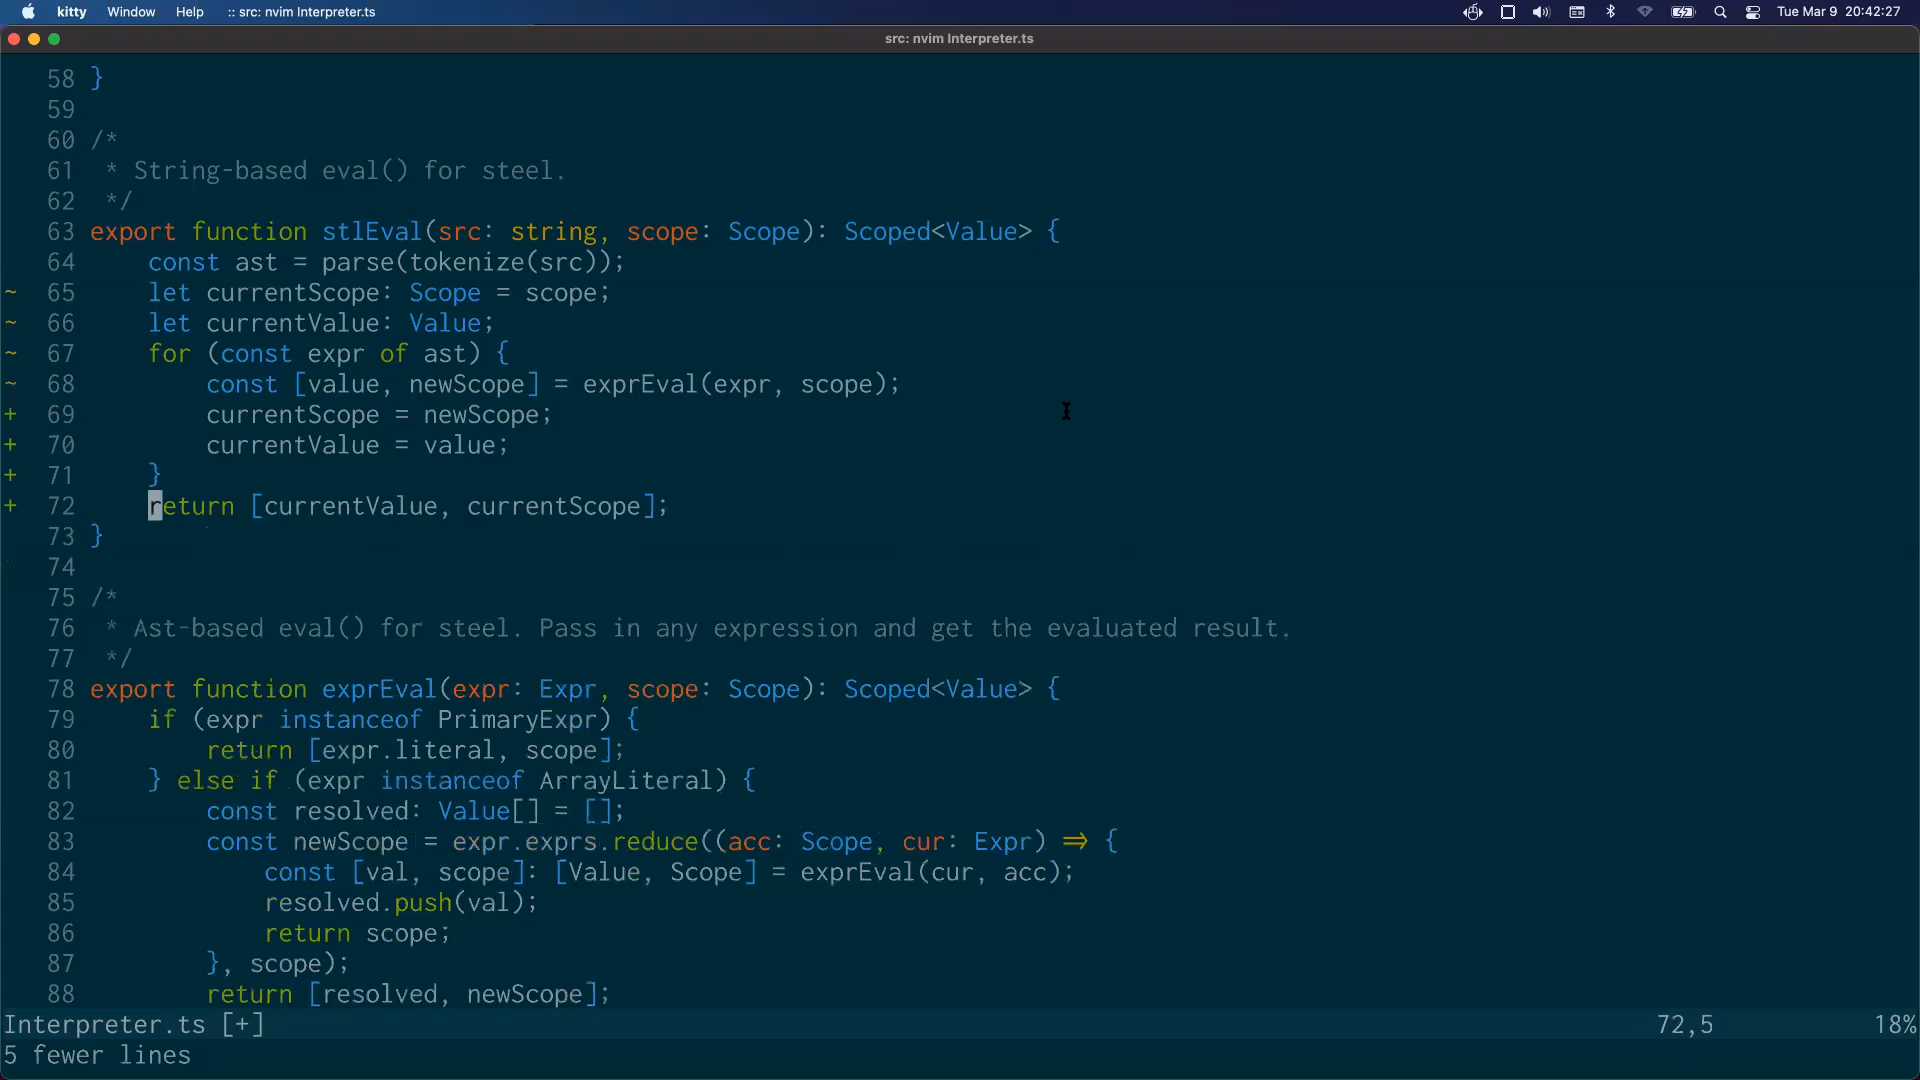 kitty Window Help :: src: nvim Interpreter.ts Tue Mar 9 20:42:27
src: nvim Interpreter.ts
58 }
59
60 /*
61  * String-based eval() for steel.
62  */
63 export function stlEval(src: string, scope: Scope): Scoped<Value> {
64     const ast = parse(tokenize(src));
~ 65     let currentScope: Scope = scope;
~ 66     let currentValue: Value;
~ 67     for (const expr of ast) {
~ 68         const [value, newScope] = exprEval(expr, scope);
+ 69         currentScope = newScope;
+ 70         currentValue = value;
+ 71     }
+ 72     return [currentValue, currentScope];
73 }
74
75 /*
76  * Ast-based eval() for steel. Pass in any expression and get the evaluated result.
77  */
78 export function exprEval(expr: Expr, scope: Scope): Scoped<Value> {
79     if (expr instanceof PrimaryExpr) {
80         return [expr.literal, scope];
81     } else if (expr instanceof ArrayLiteral) {
82         const resolved: Value[] = [];
83         const newScope = expr.exprs.reduce((acc: Scope, cur: Expr) => {
84             const [val, scope]: [Value, Scope] = exprEval(cur, acc);
85             resolved.push(val);
86             return scope;
87         }, scope);
88         return [resolved, newScope];
Interpreter.ts [+] 72,5 18%
5 fewer lines